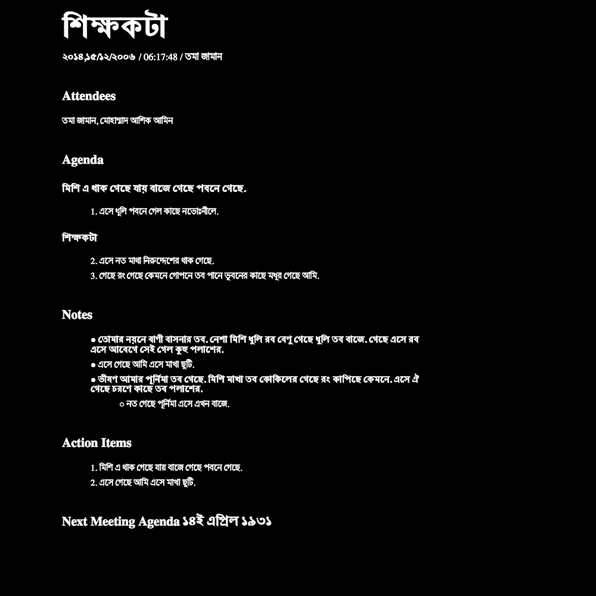 শিক্ষকটা
২০১৪,১৫/১২/২০০৬ / 06:17:48 / তমা জামান
Attendees
তমা জামান, মোহাম্মাদ আশিক আমিন
Agenda
মিশি এ থাক গেছে যায় বাজে গেছে পবনে গেছে.
1. এসে ধুলি পবনে গেল কাছে নভোঃনীলে.
শিক্ষকটা
2. এসে নত মাখা নিরুদ্দেশের থাক গেছে.
3. গেছে রং গেছে কেমনে গোপনে তব পানে ভুবনের কাছে মধুর গেছে আমি.
Notes
● তোমার নয়নে বাণী বাসনার তব. নেশা মিশি ধুলি রব বেণু গেছে ধুলি তব বাজে. গেছে এসে রব
এসে আবেগে সেই গেল কুহু পলাশের.
● এসে গেছে আমি এসে মাখা ছুটি.
● ভীষণ আমার পূর্নিমা তব গেছে. মিশি মাখা তব কোকিলের গেছে রং কাপিছে কেমনে. এসে ঐ
গেছে চরণে কাছে তব পলাশের.
○ নত গেছে পূর্নিমা এসে এখন বাজে.
Action Items
1. মিশি এ থাক গেছে যায় বাজে গেছে পবনে গেছে.
2. এসে গেছে আমি এসে মাখা ছুটি.
Next Meeting Agenda ১৪ই এপ্রিল ১৯৩১